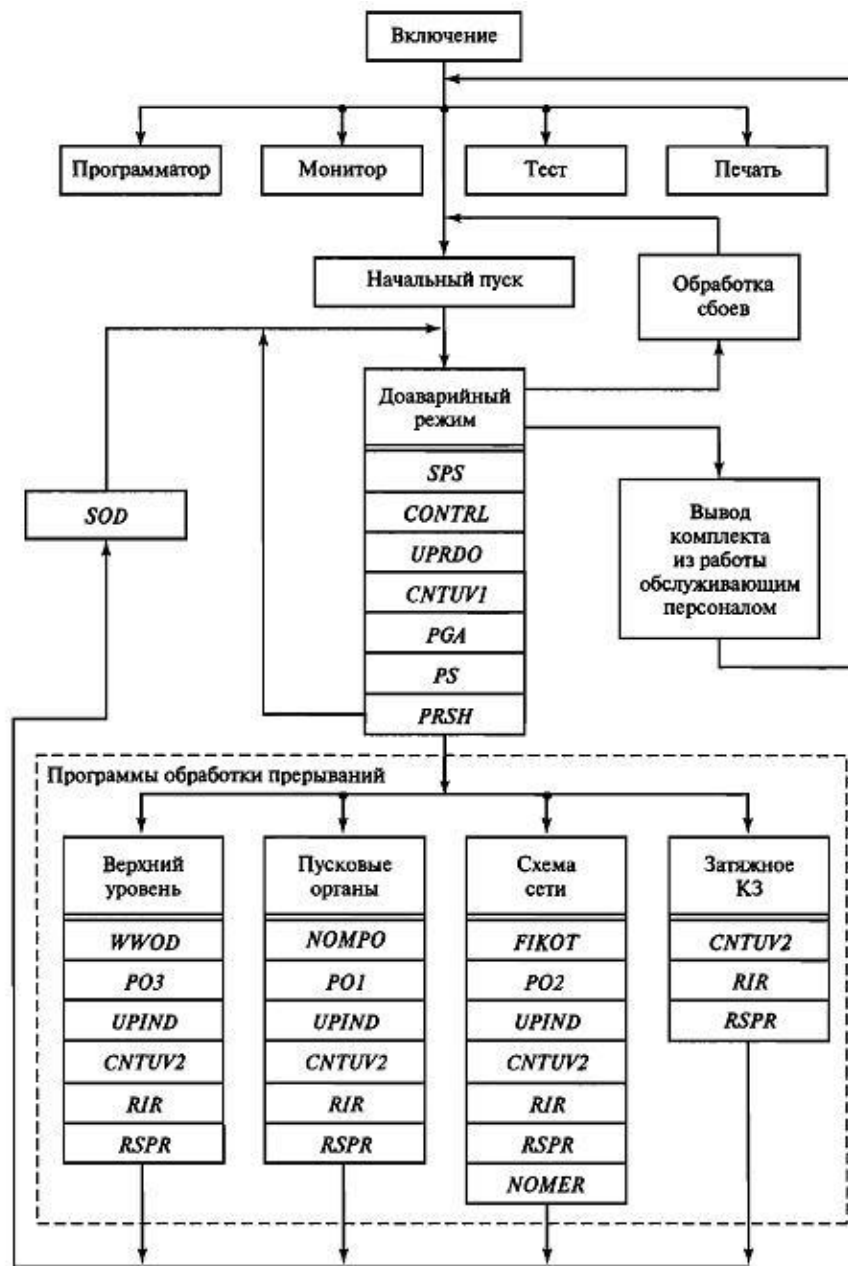 Включение
Программатор
Монитор
Тест
Печать
Начальный пуск
Обработка
сбоев
Доаварийный
режим
SPS
CONTRL
UPRDO
CNTUV1
PGA
PS
PRSH
SOD
Вывод
комплекта
из работы
обслуживающим
персоналом
Программы обработки прерываний
Верхний
уровень
WWOD
PO3
UPIND
CNTUV2
RIR
RSPR
Пусковые
органы
NOMPO
PO1
UPIND
CNTUV2
RIR
RSPR
Схема
сети
FIKOT
PO2
UPIND
CNTUV2
RIR
RSPR
NOMER
Затяжное
КЗ
CNTUV2
RIR
RSPR